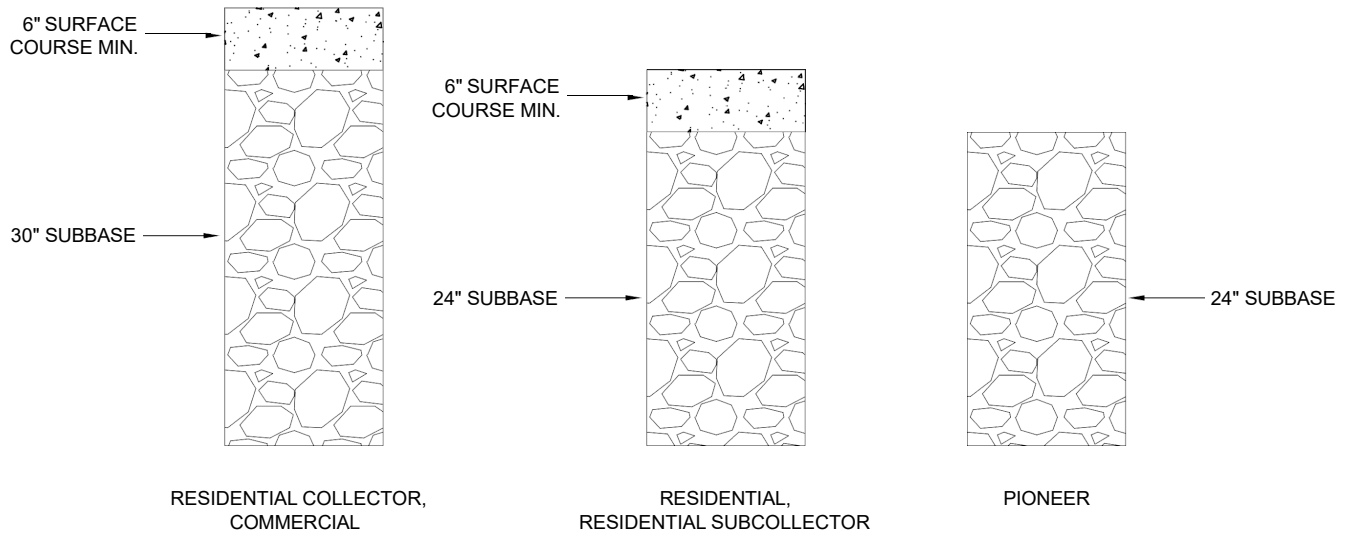 6" SURFACE
COURSE MIN.
30" SUBBASE
RESIDENTIAL COLLECTOR,
COMMERCIAL
6" SURFACE
COURSE MIN.
24" SUBBASE
RESIDENTIAL,
RESIDENTIAL SUBCOLLECTOR
24" SUBBASE
PIONEER